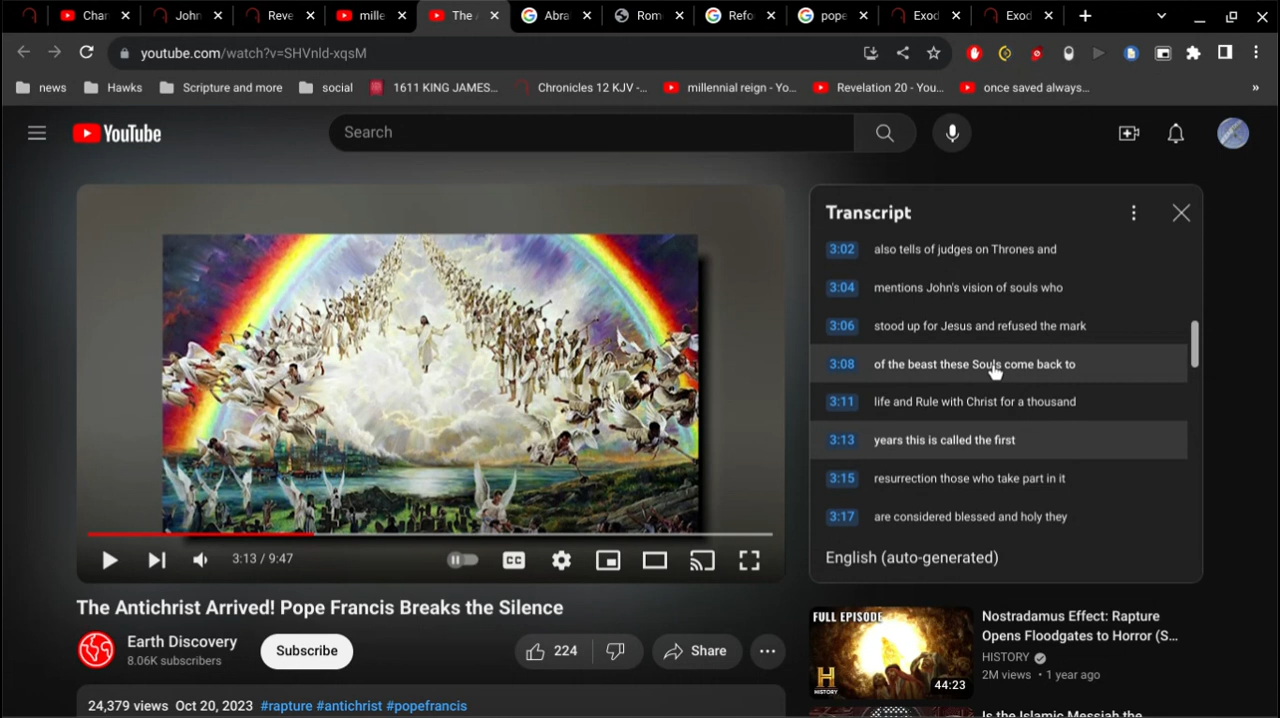 Char
John
Reve
mille
The A
Abra
Rom
Refo
pope
Exod
Exod
youtube.com/watch?v=SHVnld-xqsM
news
Hawks
Scripture and more
social
1611 KING JAMES...
Chronicles 12 KJV -...
millennial reign - Yo...
Revelation 20 - You...
once saved always...
»
YouTube
Search
Transcript
3:02 also tells of judges on Thrones and
3:04 mentions John's vision of souls who
3:06 stood up for Jesus and refused the mark
3:08 of the beast these Souls come back to
3:11 life and Rule with Christ for a thousand
3:13 years this is called the first
3:15 resurrection those who take part in it
3:17 are considered blessed and holy they
English (auto-generated)
3:13 / 9:47
CC
The Antichrist Arrived! Pope Francis Breaks the Silence
Earth Discovery
8.06K subscribers
Subscribe
224
Share
24,379 views Oct 20, 2023 #rapture #antichrist #popefrancis
FULL EPISODE
H
HISTORY
44:23
Nostradamus Effect: Rapture
Opens Floodgates to Horror (S...
HISTORY
2M views • 1 year ago
Is the Islamic Messiah the